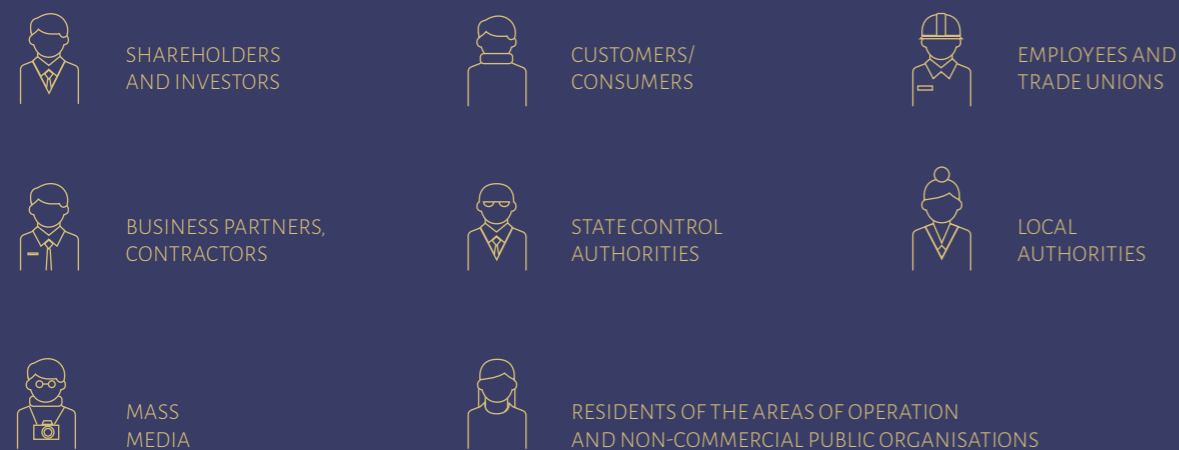 SHAREHOLDERS
AND INVESTORS
CUSTOMERS/
CONSUMERS
EMPLOYEES AND
TRADE UNIONS
BUSINESS PARTNERS,
CONTRACTORS
STATE CONTROL
AUTHORITIES
LOCAL
AUTHORITIES
MASS
MEDIA
RESIDENTS OF THE AREAS OF OPERATION
AND NON-COMMERCIAL PUBLIC ORGANISATIONS